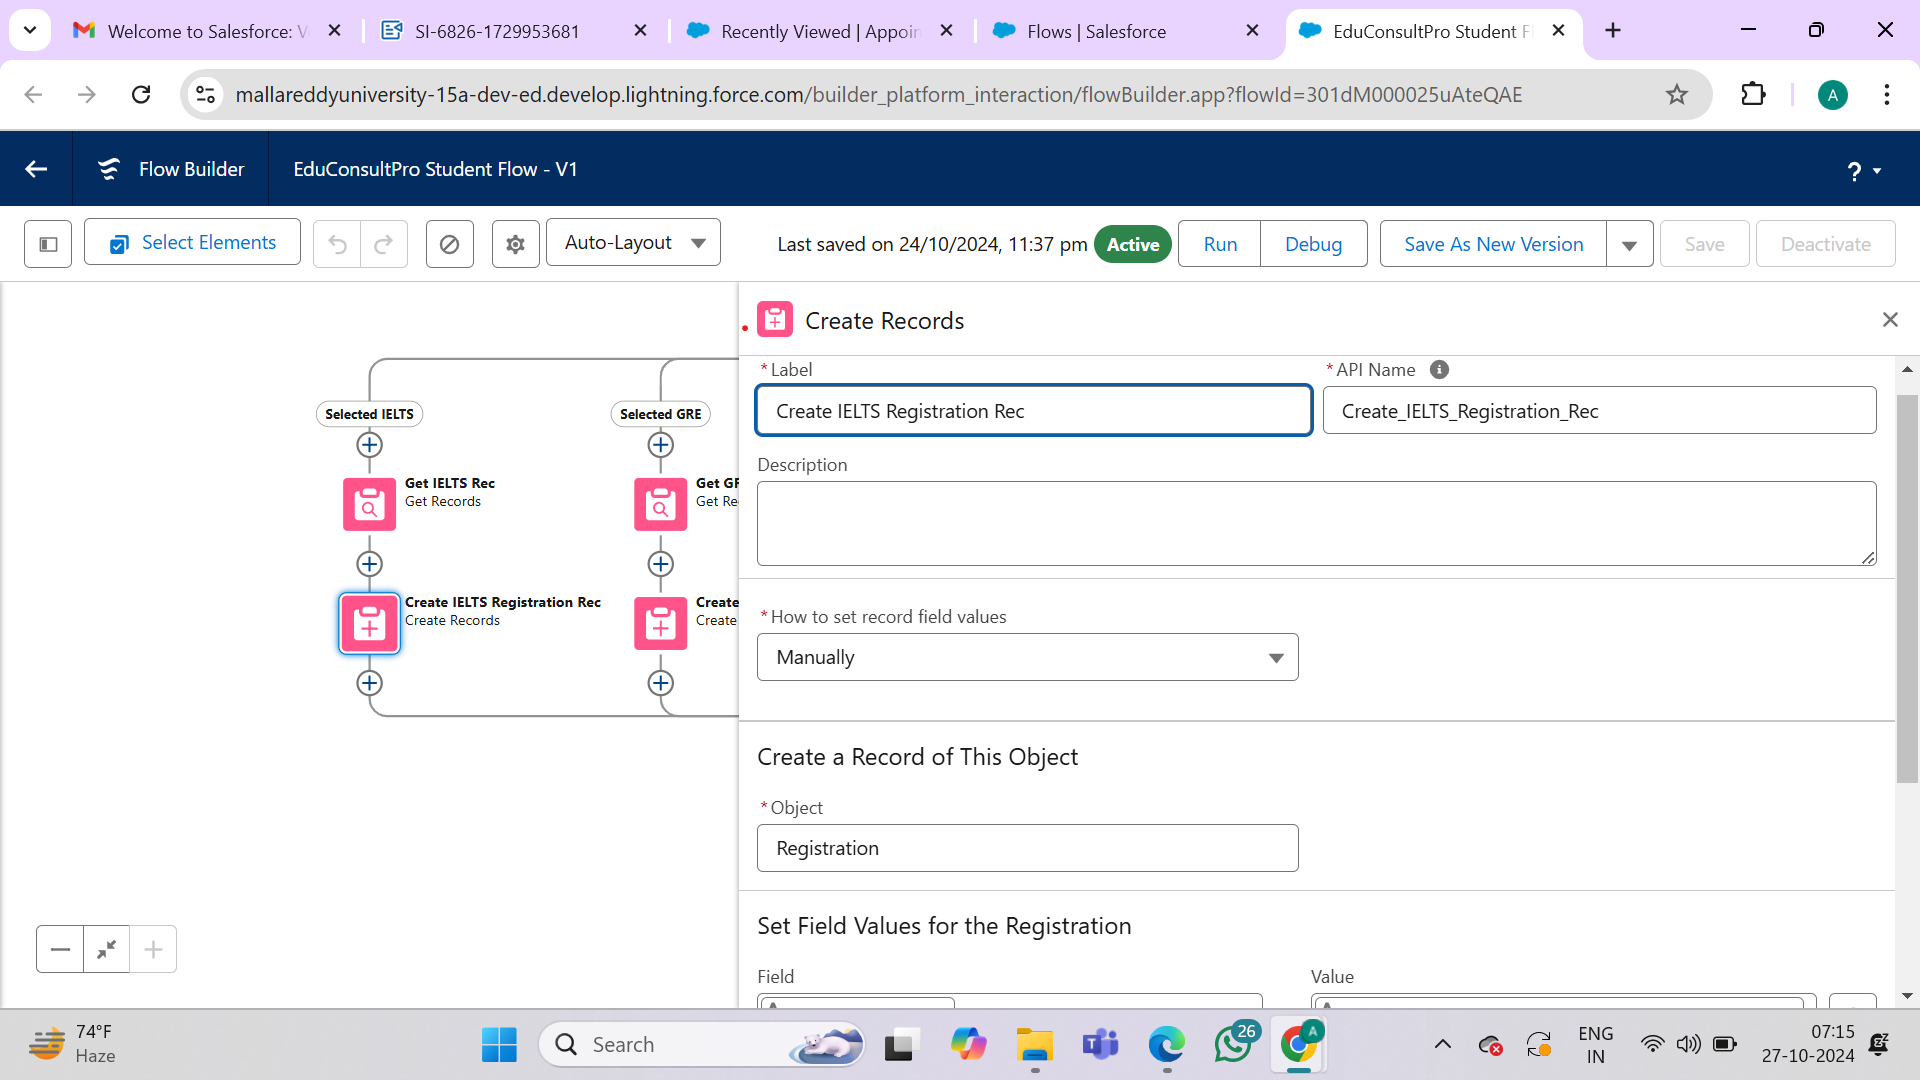 Welcome to Salesforce: V
SI-6826-1729953681
Recently Viewed | Appoin
Flows | Salesforce
EduConsultPro Student F
mallareddyuniversity-15a-dev-ed.develop.lightning.force.com/builder_platform_interaction/flowBuilder.app?flowId=301dM000025uAteQAE
A
Flow Builder
EduConsultPro Student Flow - V1
?
Select Elements
Auto-Layout
Last saved on 24/10/2024, 11:37 pm
Active
Run
Debug
Save As New Version
Save
Deactivate
Create Records
*Label
*API Name
Create IELTS Registration Rec
Create_IELTS_Registration_Rec
Description
Selected IELTS
Selected GRE
Get IELTS Rec
Get Records
Get GR
Get Re
Create IELTS Registration Rec
Create Records
Create
Create
*How to set record field values
Manually
Create a Record of This Object
*Object
Registration
Set Field Values for the Registration
Field
Value
74°F
Haze
Search
26
A
ENG
IN
07:15
27-10-2024